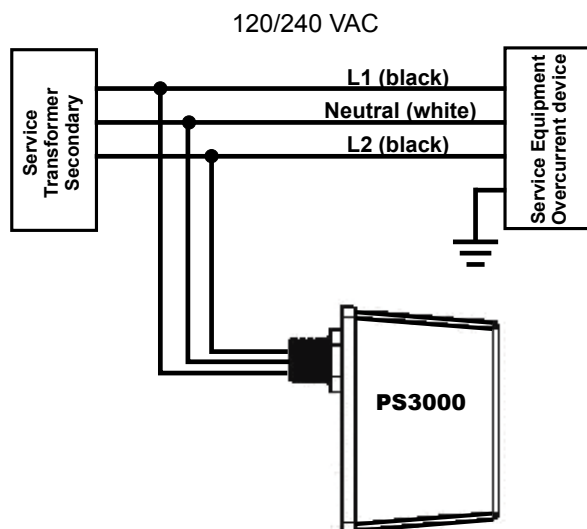 120/240 VAC
Service
Transformer
Secondary
L1 (black)
Neutral (white)
L2 (black)
Service Equipment
Overcurrent device
PS3000